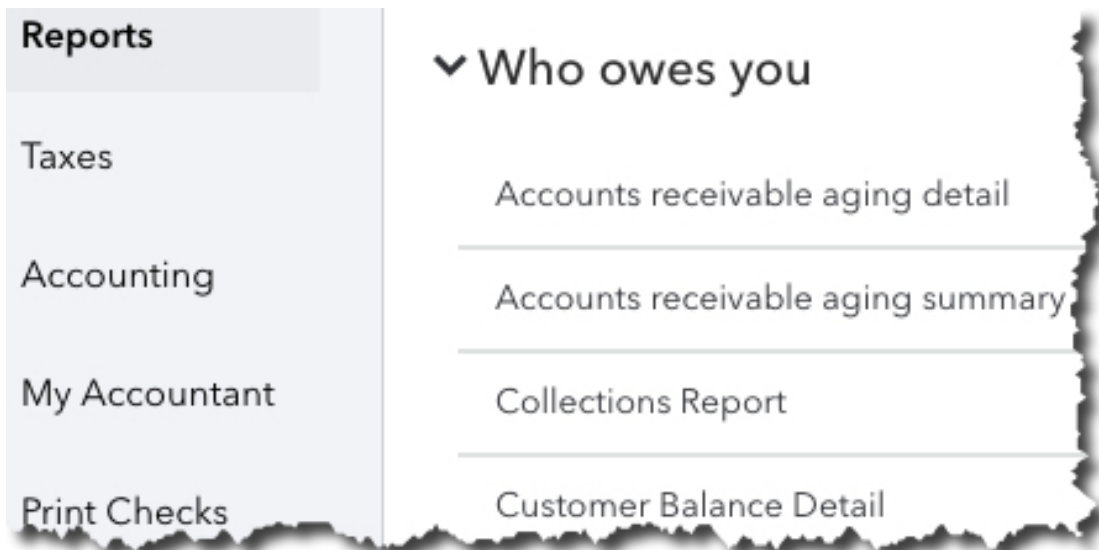 Reports
Taxes
Accounting
My Accountant
Print Checks
Who owes you
Accounts receivable aging detail
Accounts receivable aging summary
Collections Report
Customer Balance Detail